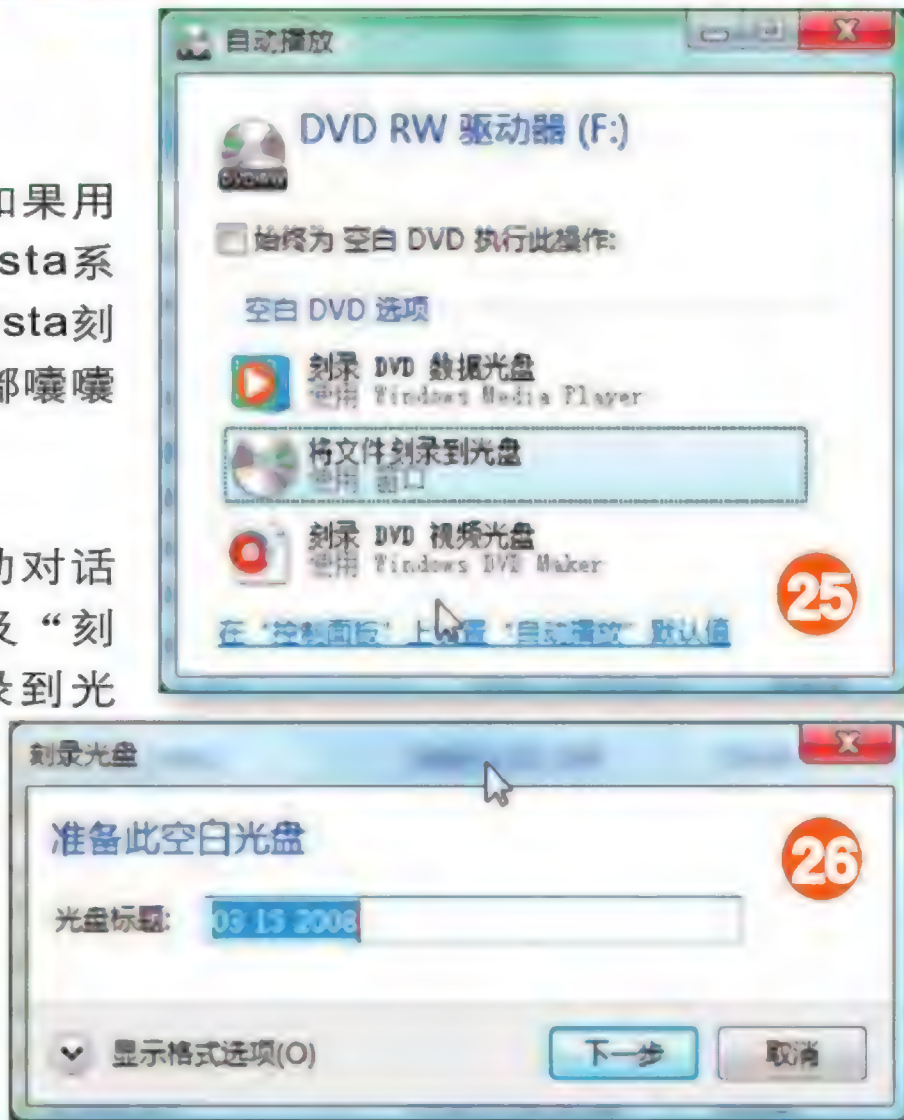 如果用
sta系
sta刻
部囊囊
动对话
及“刻
录到光
自动播放
DVD RW 驱动器 (F:)
始终为 空白 DVD 执行此操作:
空白 DVD 选项
刻录 DVD 数据光盘
使用 Windows Media Player
将文件刻录到光盘
使用 窗口
刻录 DVD 视频光盘
使用 Windows DVD Maker
在 "控制面板" 上 置 "自动播放" 默认值
25
刻录光盘
准备此空白光盘
26
光盘标题: 03 15 2008
显示格式选项(O) 下一步 取消